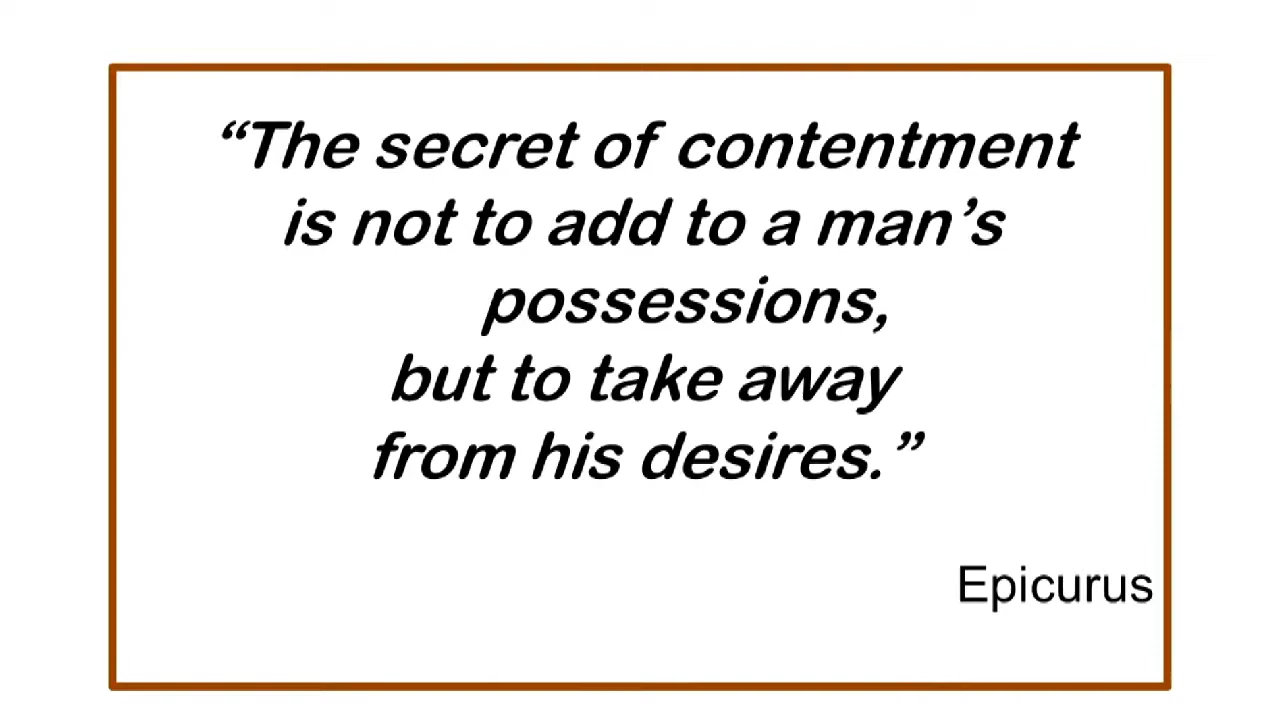 “The secret of contentment
is not to add to a man’s
possessions,
but to take away
from his desires.”
Epicurus